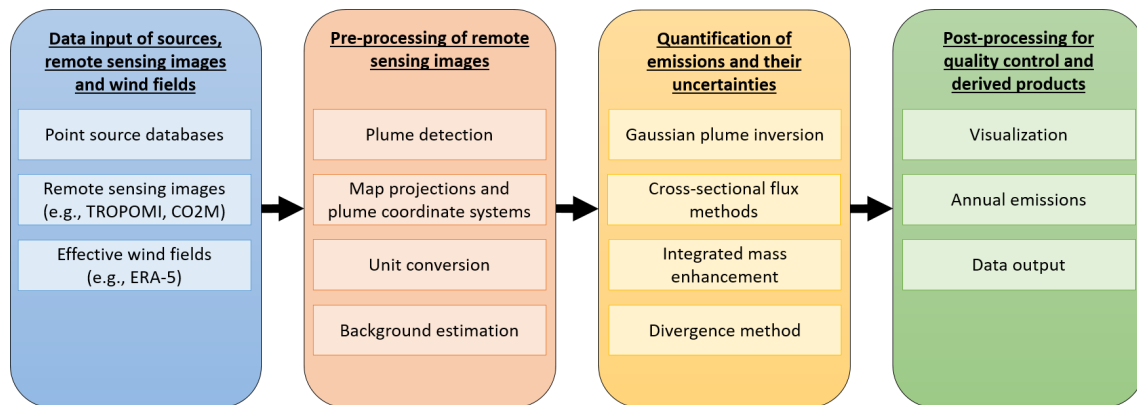 Data input of sources,
remote sensing images
and wind fields
Point source databases
Remote sensing images
(e.g., TROPOMI, CO2M)
Effective wind fields
(e.g., ERA-5)
Pre-processing of remote
sensing images
Plume detection
Map projections and
plume coordinate systems
Unit conversion
Background estimation
Quantification of
emissions and their
uncertainties
Gaussian plume inversion
Cross-sectional flux
methods
Integrated mass
enhancement
Divergence method
Post-processing for
quality control and
derived products
Visualization
Annual emissions
Data output